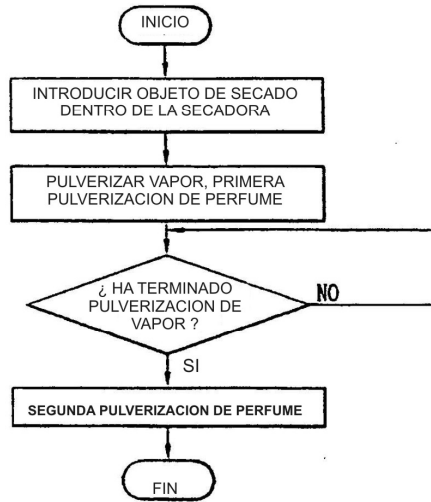 INICIO
INTRODUCIR OBJETO DE SECADO
DENTRO DE LA SECADORA
PULVERIZAR VAPOR, PRIMERA
PULVERIZACION DE PERFUME
¿ HA TERMINADO
PULVERIZACION DE
VAPOR ?
NO
SI
SEGUNDA PULVERIZACION DE PERFUME
FIN